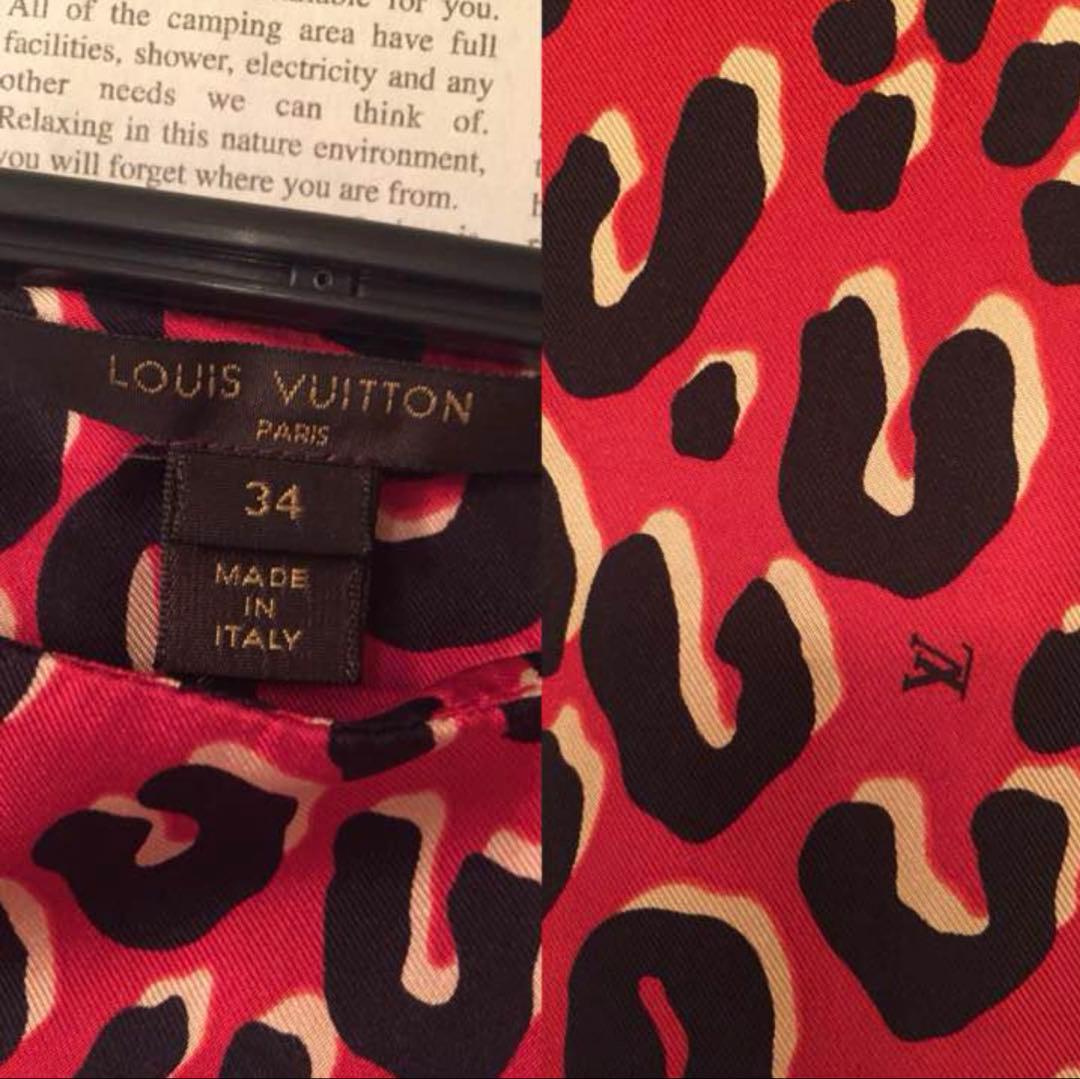 for you.
All of the camping area have full
facilities, shower, electricity and any
other needs we can think of.
Relaxing in this nature environment,
you will forget where you are from.
LOUIS VUITTON
PARIS
34
MADE
IN
ITALY
LV